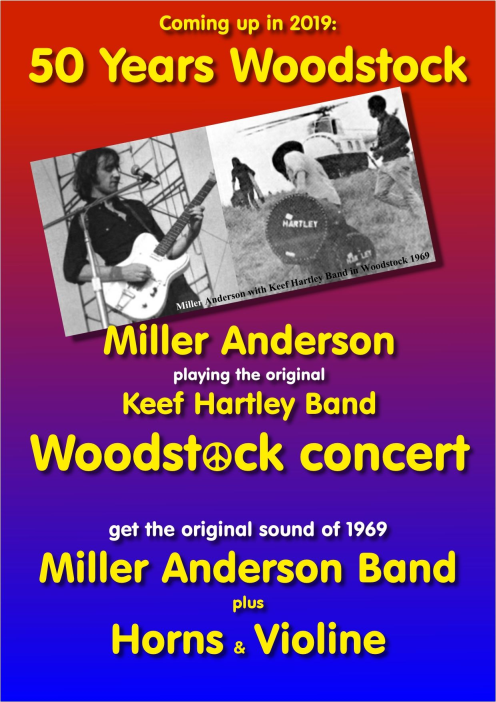 Coming up in 2019:
50 Years Woodstock
HARTLEY
Miller Anderson with Keef Hartley Band in Woodstock 1969
Miller Anderson
playing the original
Keef Hartley Band
Woodstock concert
get the original sound of 1969
Miller Anderson Band
plus
Horns & Violine